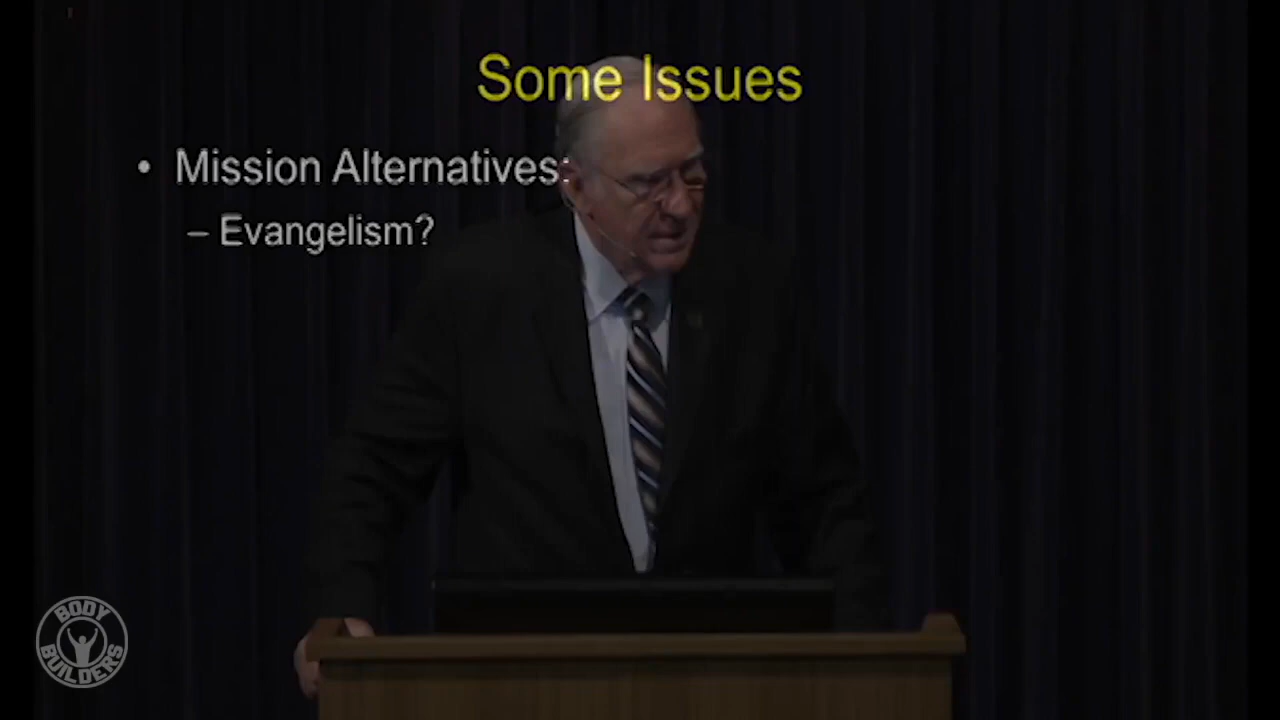 Some Issues
• Mission Alternatives:
– Evangelism?
BODY
BUILDERS